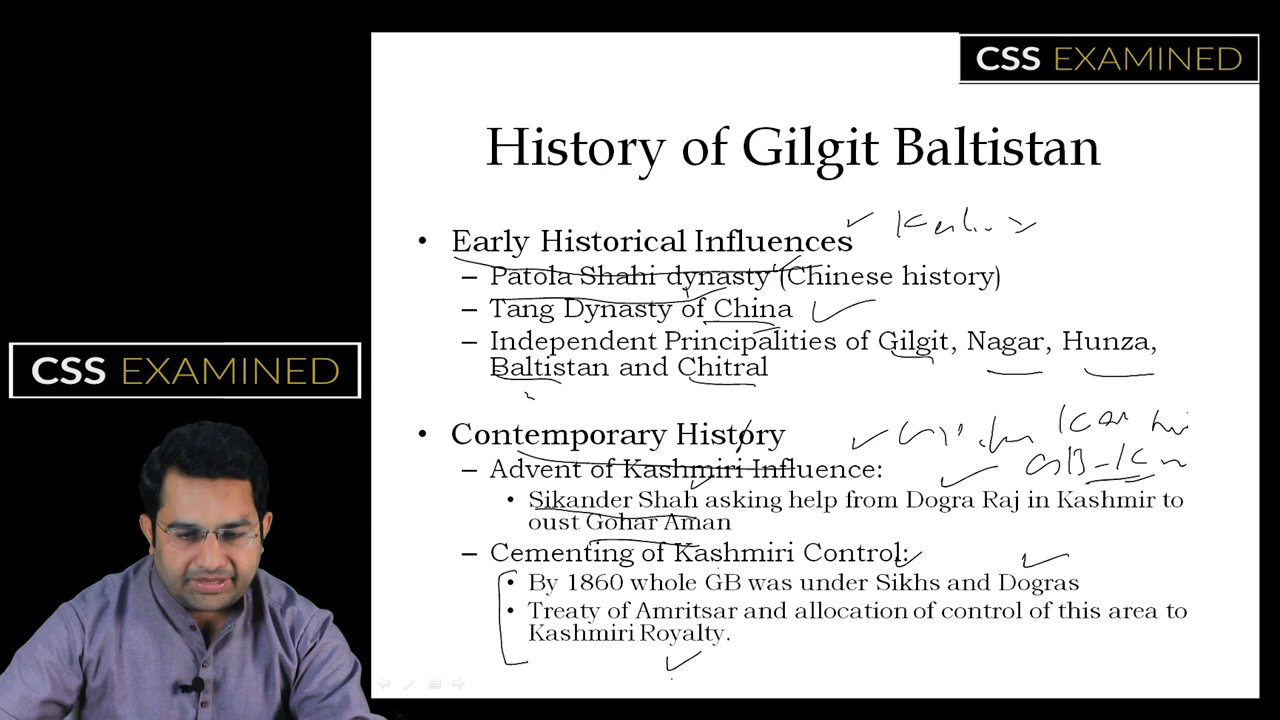 CSS EXAMINED
History of Gilgit Baltistan
• Early Historical Influences
– Patola Shahi dynasty (Chinese history)
– Tang Dynasty of China
– Independent Principalities of Gilgit, Nagar, Hunza,
Baltistan and Chitral
CSS EXAMINED
• Contemporary History
– Advent of Kashmiri Influence:
• Sikander Shah asking help from Dogra Raj in Kashmir to
oust Gohar Aman
– Cementing of Kashmiri Control:
• By 1860 whole GB was under Sikhs and Dogras
• Treaty of Amritsar and allocation of control of this area to
Kashmiri Royalty.